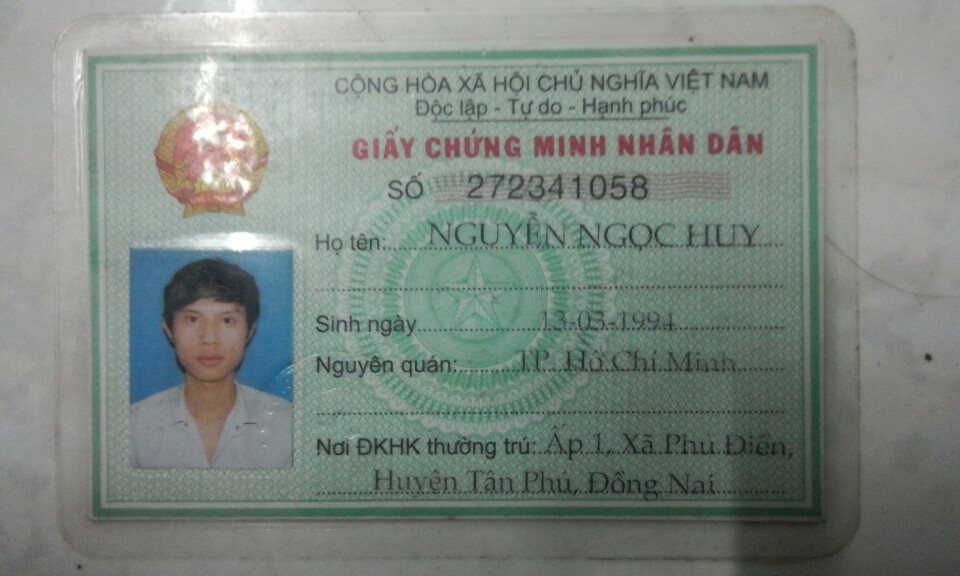 CỘNG HÒA XÃ HỘI CHỦ NGHĨA VIỆT NAM
Độc lập - Tự do - Hạnh phúc
GIẤY CHỨNG MINH NHÂN DÂN
SỐ 272341058
Họ tên: NGUYỄN NGỌC HUY
Sinh ngày 13-03-1994
Nguyên quán: TP. Hồ Chí Minh
Nơi ĐKHK thường trú: Ấp 1, Xã Phú Điền,
Huyện Tân Phú, Đồng Nai